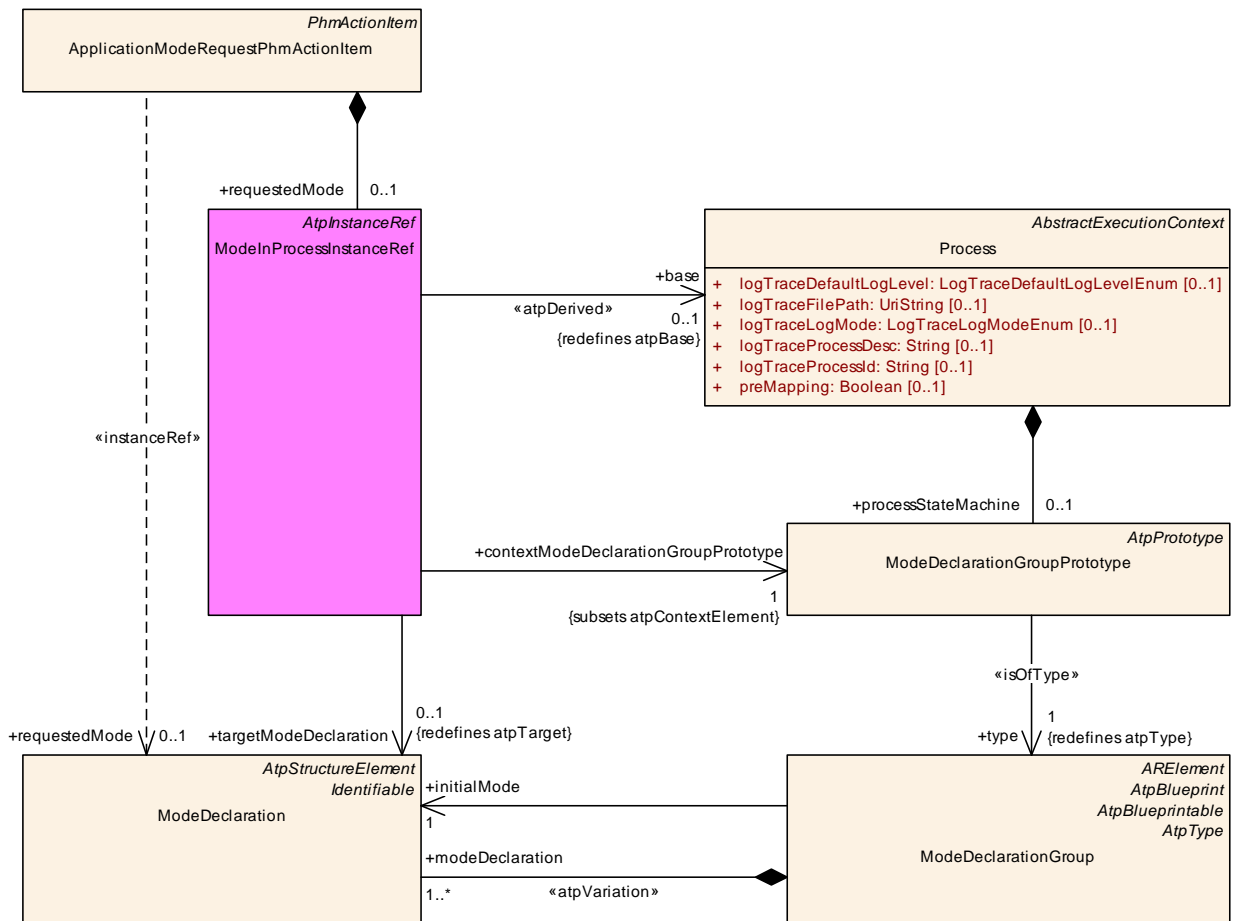 PhmActionItem
ApplicationModeRequestPhmActionItem
+requestedMode 0..1
AtpInstanceRef
ModeInProcessInstanceRef
AbstractExecutionContext
Process
+ logTraceDefaultLogLevel: LogTraceDefaultLogLevelEnum [0..1]
+ logTraceFilePath: UriString [0..1]
+ logTraceLogMode: LogTraceLogModeEnum [0..1]
+ logTraceProcessDesc: String [0..1]
+ logTraceProcessId: String [0..1]
+ preMapping: Boolean [0..1]
+base
«atpDerived»
0..1
{redefines atpBase}
«instanceRef»
+processStateMachine 0..1
AtpPrototype
ModeDeclarationGroupPrototype
+contextModeDeclarationGroupPrototype
1
{subsets atpContextElement}
«isOfType»
+requestedMode 0..1
+targetModeDeclaration
0..1
{redefines atpTarget}
+type
1
{redefines atpType}
AtpStructureElement
Identifiable
ModeDeclaration
+initialMode
1
+modeDeclaration
1..*
«atpVariation»
ARElement
AtpBlueprint
AtpBlueprintable
AtpType
ModeDeclarationGroup